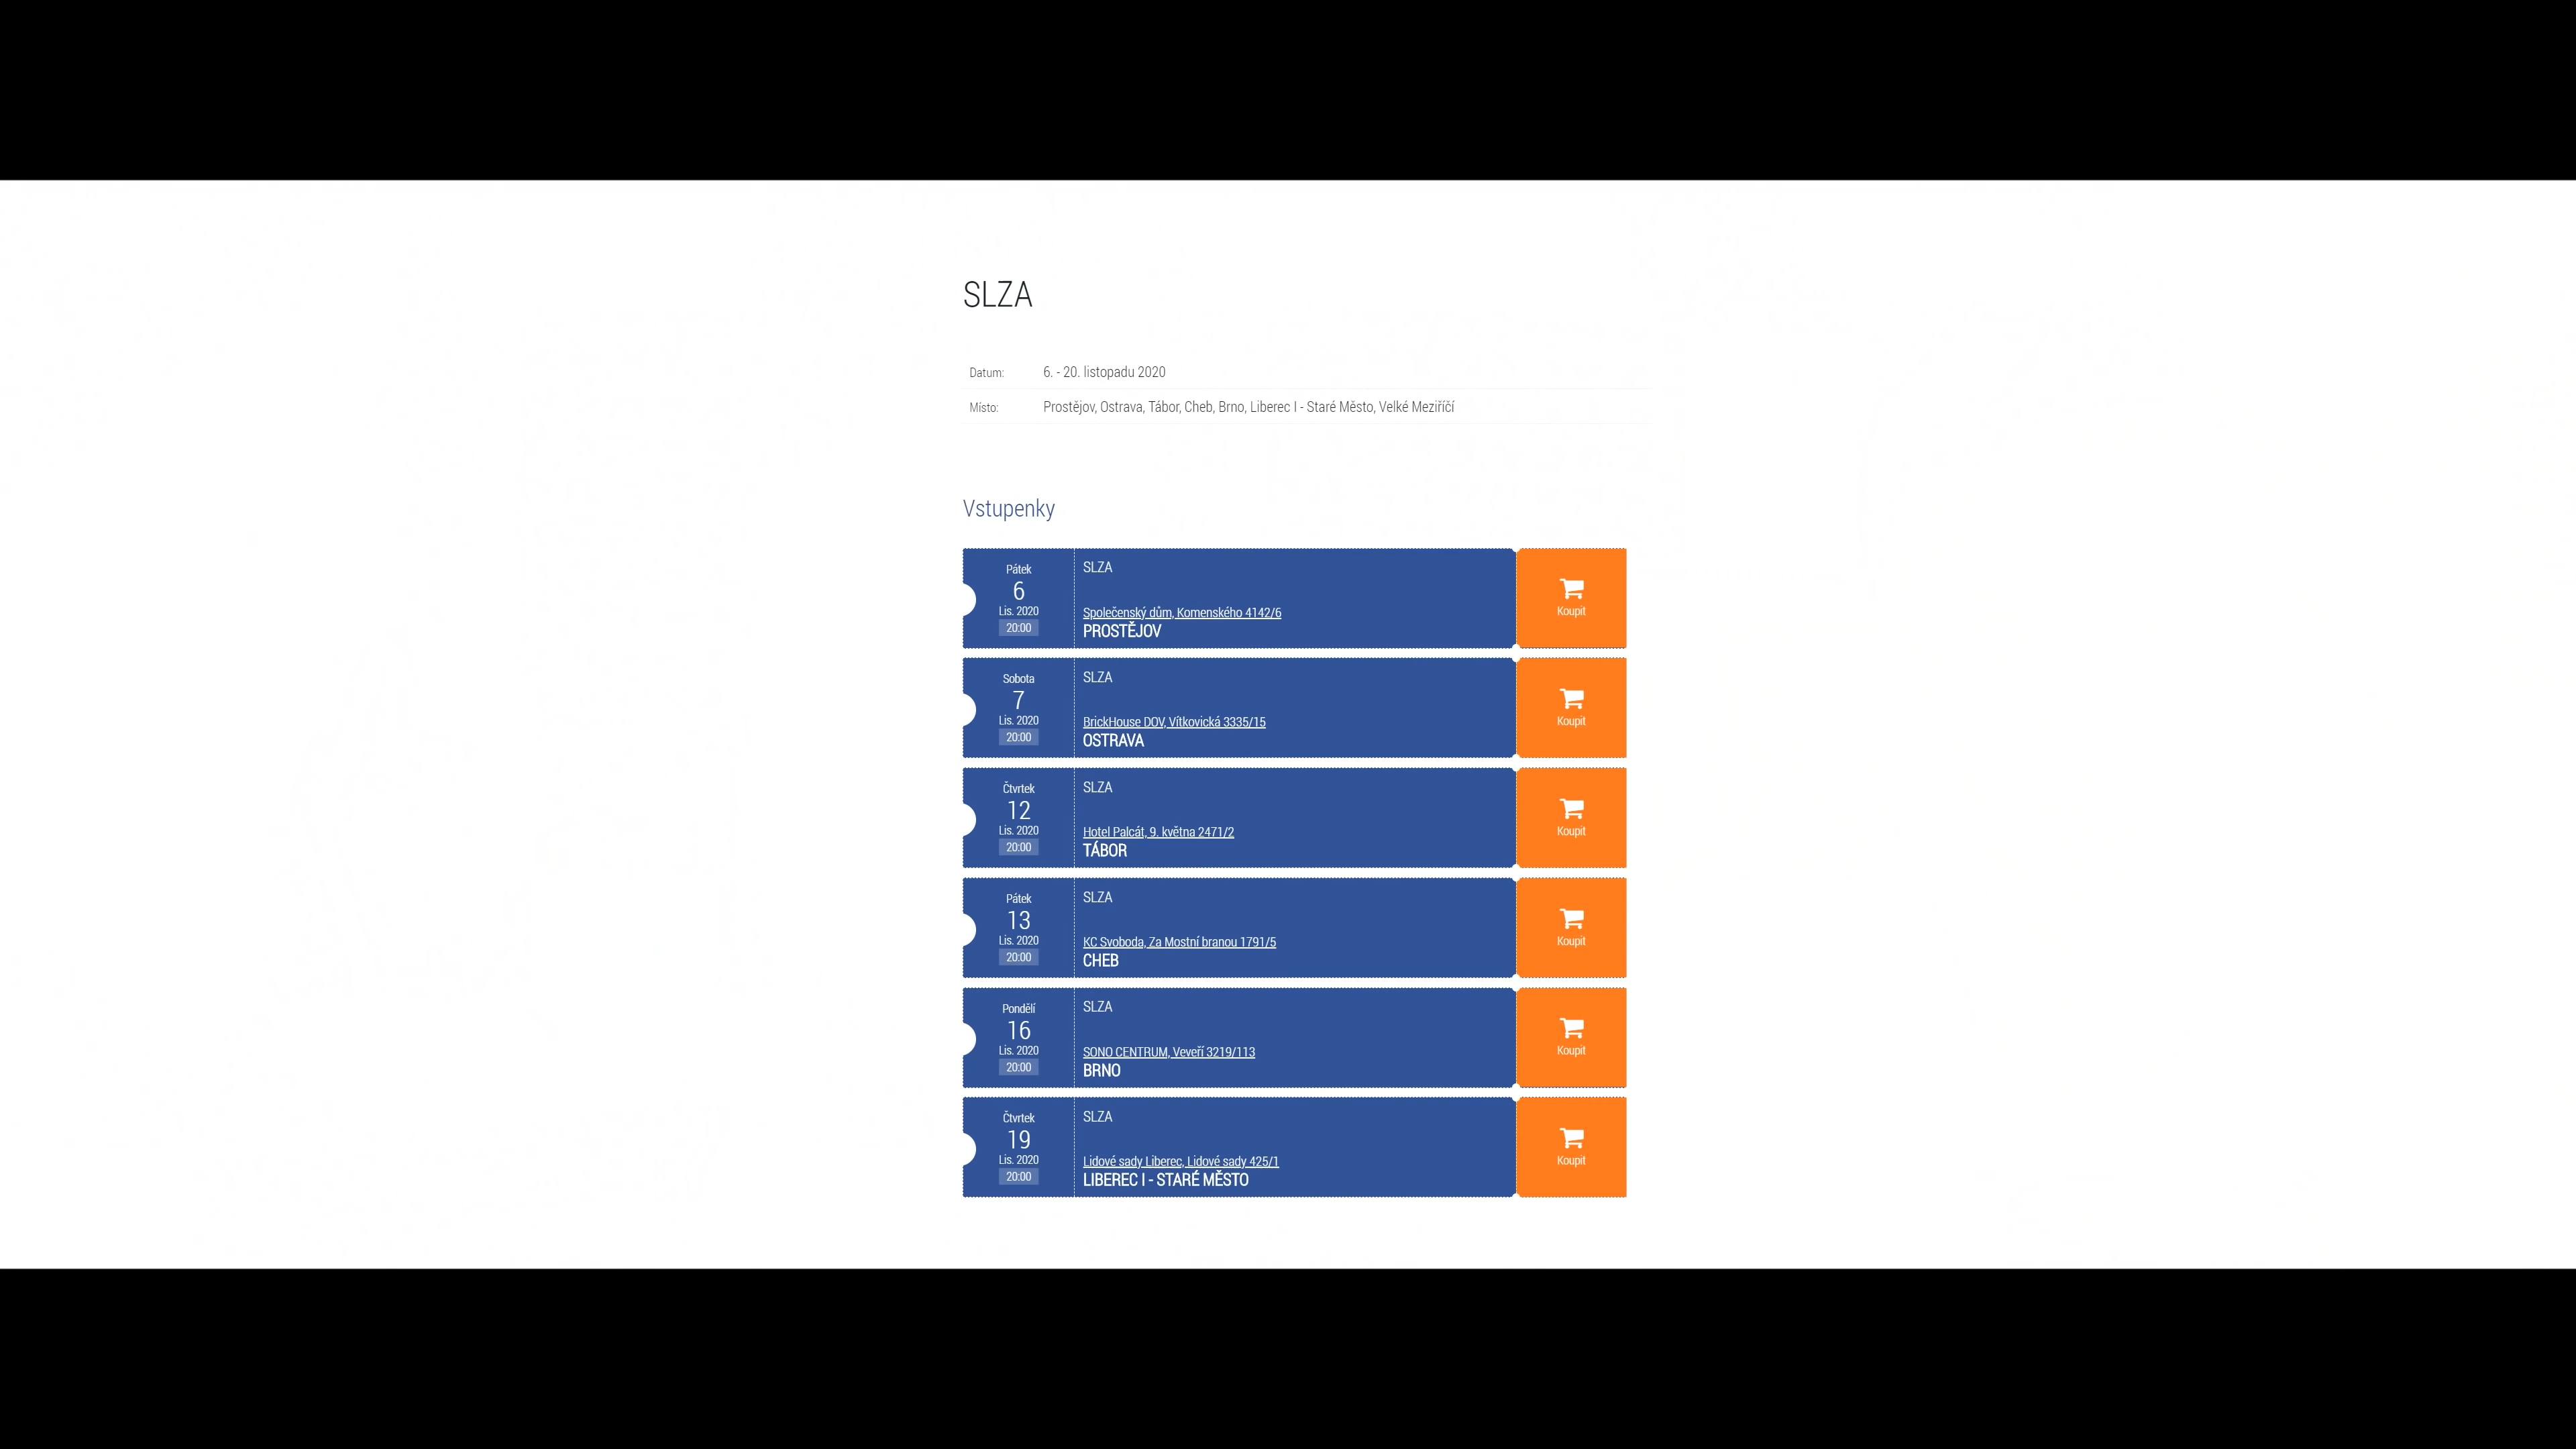 SLZA
Datum: 6. - 20. listopadu 2020
Místo: Prostějov, Ostrava, Tábor, Cheb, Brno, Liberec I - Staré Město, Velké Meziříčí
Vstupenky
Pátek
6
Lis. 2020
20:00
SLZA
Společenský dům, Komenského 4142/6
PROSTĚJOV
Koupit
Sobota
7
Lis. 2020
20:00
SLZA
BrickHouse DOV, Vítkovická 3335/15
OSTRAVA
Koupit
Čtvrtek
12
Lis. 2020
20:00
SLZA
Hotel Palcát, 9. května 2471/2
TÁBOR
Koupit
Pátek
13
Lis. 2020
20:00
SLZA
KC Svoboda, Za Mostní branou 1791/5
CHEB
Koupit
Pondělí
16
Lis. 2020
20:00
SLZA
SONO CENTRUM, Veveří 3219/113
BRNO
Koupit
Čtvrtek
19
Lis. 2020
20:00
SLZA
Lidové sady Liberec, Lidové sady 425/1
LIBEREC I - STARÉ MĚSTO
Koupit